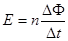 E = n ΔΦ / Δt